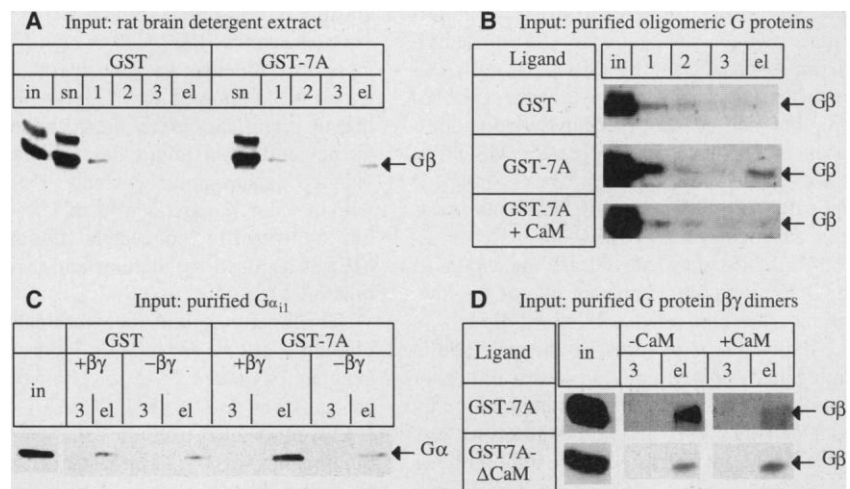 A Input: rat brain detergent extract
GST GST-7A
in sn 1 2 3 el sn 1 2 3 el
Gβ
B Input: purified oligomeric G proteins
Ligand in 1 2 3 el
GST Gβ
GST-7A Gβ
GST-7A
+ CaM Gβ
C Input: purified Gαi1
GST GST-7A
in +βγ −βγ +βγ −βγ
3 el 3 el 3 el 3 el
Gα
D Input: purified G protein βγ dimers
Ligand in -CaM +CaM
3 el 3 el
GST-7A Gβ
GST7A-
ΔCaM Gβ